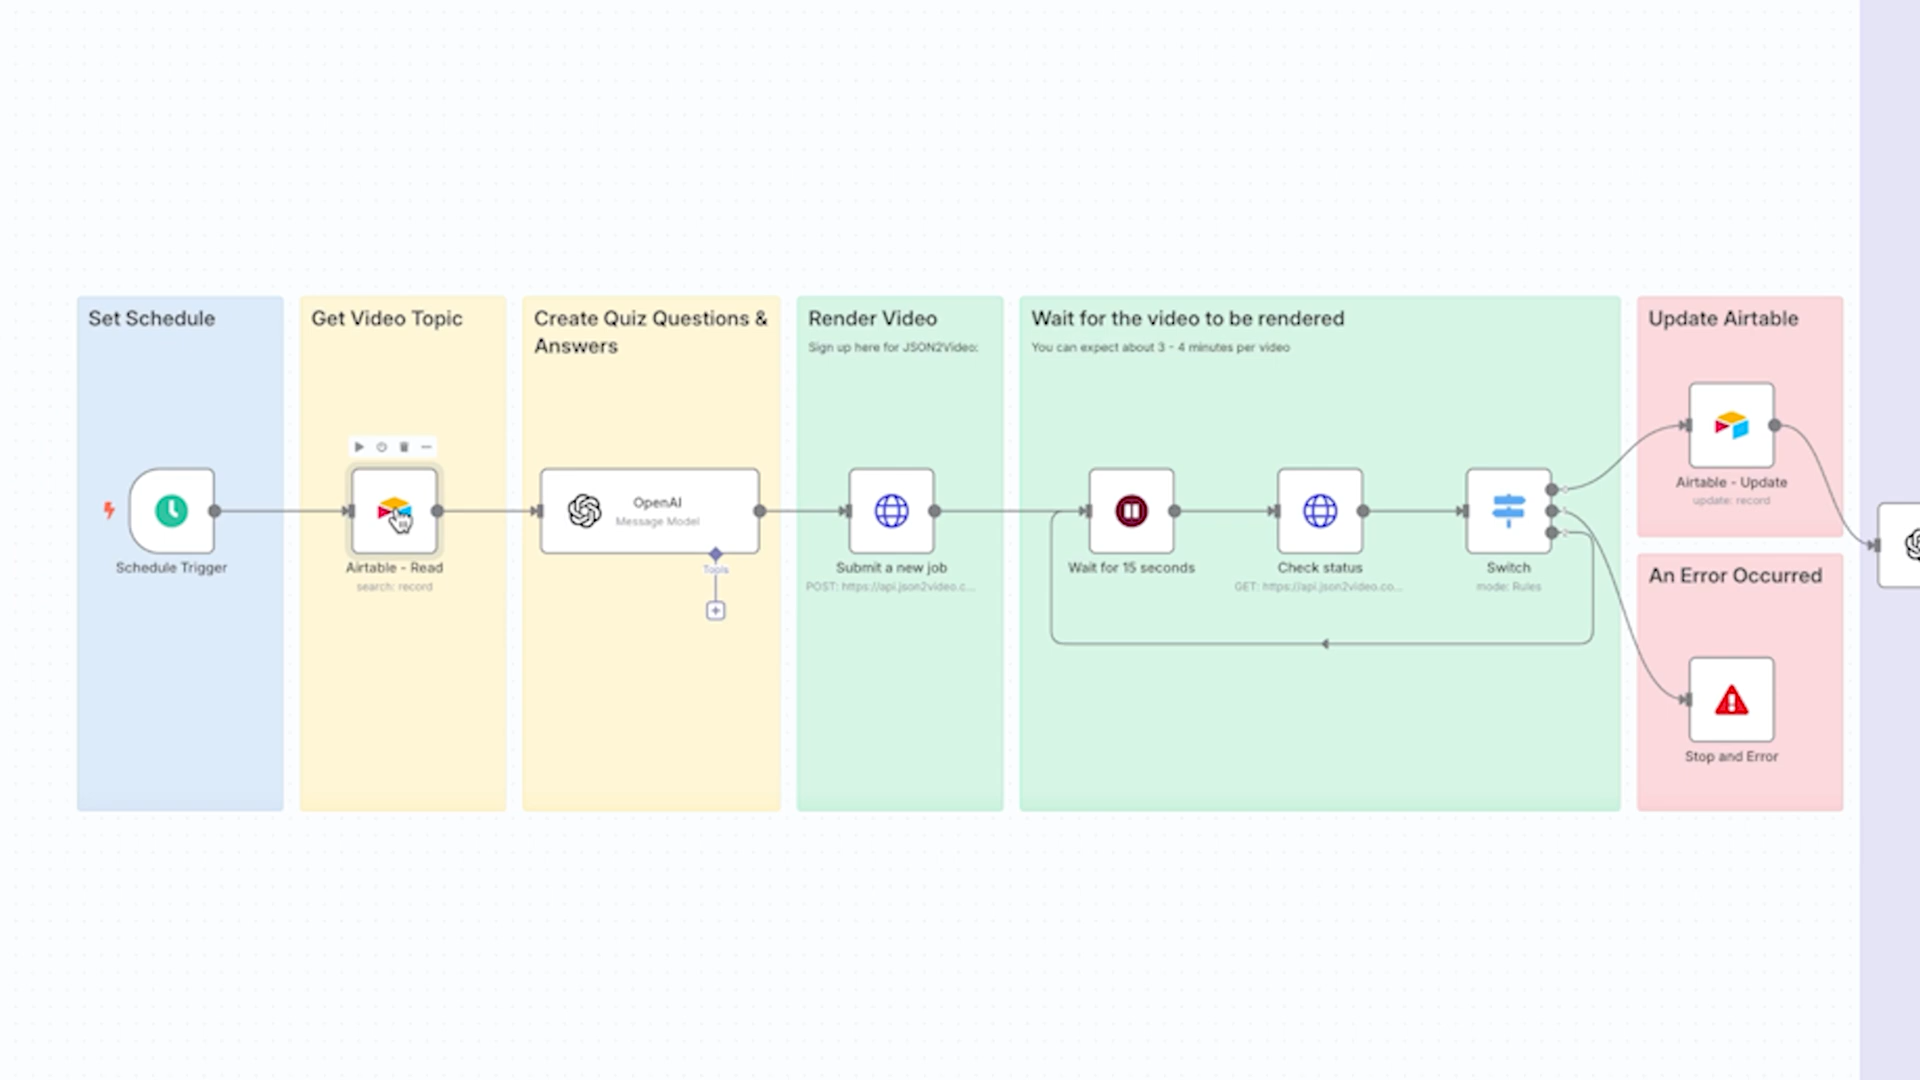 Set Schedule
Schedule Trigger
Get Video Topic
Airtable - Read
search: record
Create Quiz Questions &
Answers
OpenAI
Message Model
Tools
Render Video
Sign up here for JSON2Video:
Submit a new job
POST: https://api.json2video.c...
Wait for the video to be rendered
You can expect about 3 - 4 minutes per video
Wait for 15 seconds
Check status
GET: https://api.json2video.co...
Switch
mode: Rules
Update Airtable
Airtable - Update
update: record
An Error Occurred
Stop and Error